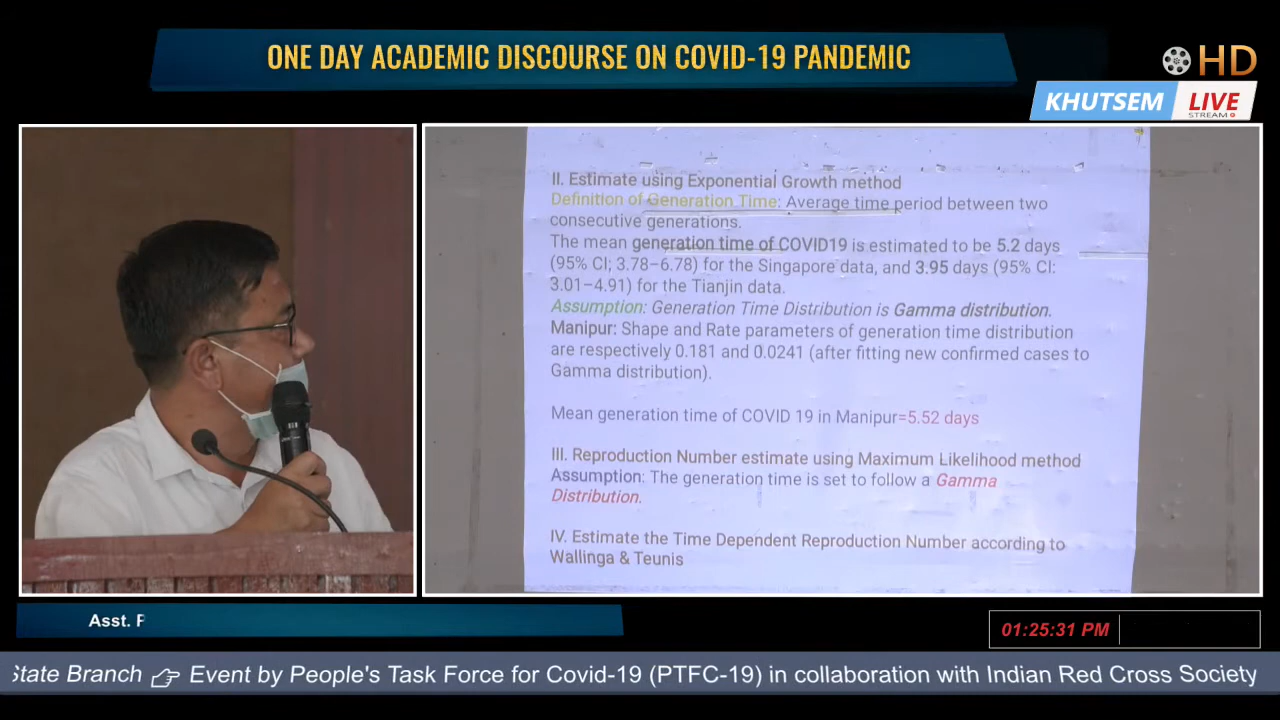 ONE DAY ACADEMIC DISCOURSE ON COVID-19 PANDEMIC
HD
KHUTSEM LIVE
STREAM
II. Estimate using Exponential Growth method
Definition of Generation Time: Average time period between two
consecutive generations.
The mean generation time of COVID19 is estimated to be 5.2 days
(95% CI; 3.78–6.78) for the Singapore data, and 3.95 days (95% CI:
3.01–4.91) for the Tianjin data.
Assumption: Generation Time Distribution is Gamma distribution.
Manipur: Shape and Rate parameters of generation time distribution
are respectively 0.181 and 0.0241 (after fitting new confirmed cases to
Gamma distribution).
Mean generation time of COVID 19 in Manipur=5.52 days
III. Reproduction Number estimate using Maximum Likelihood method
Assumption: The generation time is set to follow a Gamma
Distribution.
IV. Estimate the Time Dependent Reproduction Number according to
Wallinga & Teunis
Asst. P
01:25:31 PM
State Branch Event by People's Task Force for Covid-19 (PTFC-19) in collaboration with Indian Red Cross Society